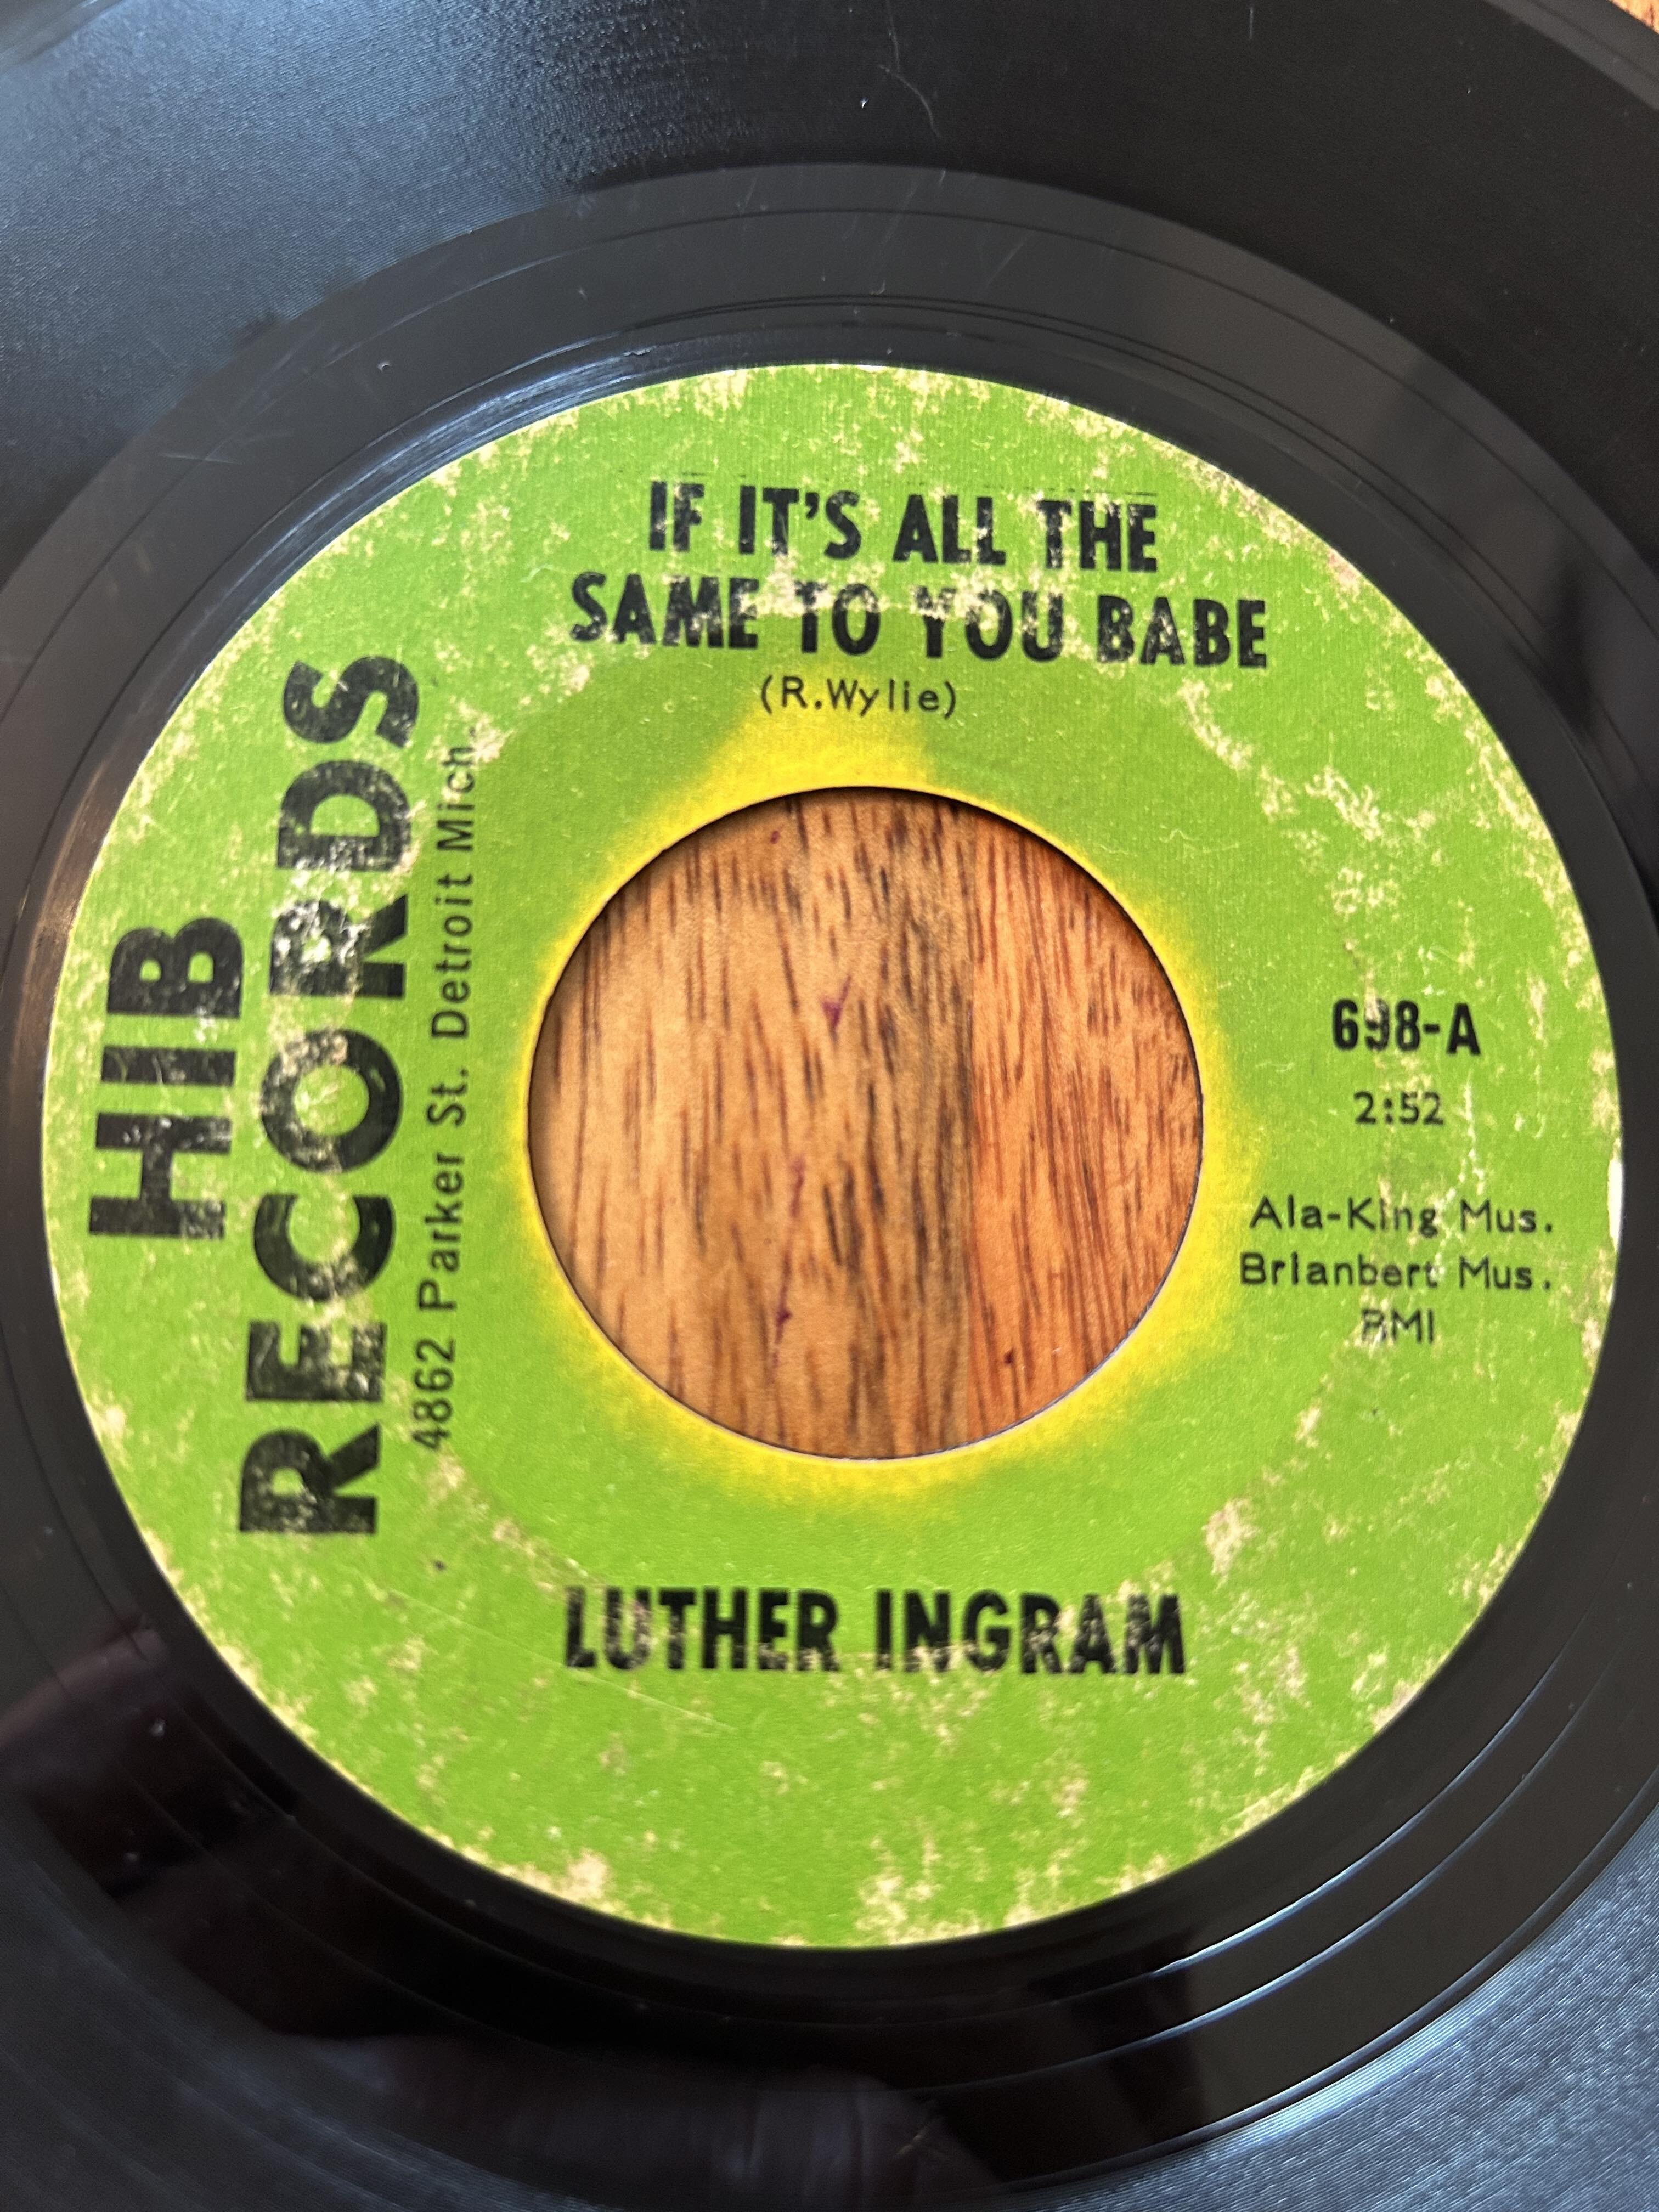 IF IT'S ALL THE
SAME TO YOU BABE
(R.Wylie)
HIB
RECORDS
4862 Parker St. Detroit Mich.
698-A
2:52
Ala-King Mus.
Brianbert Mus.
BMI
LUTHER INGRAM